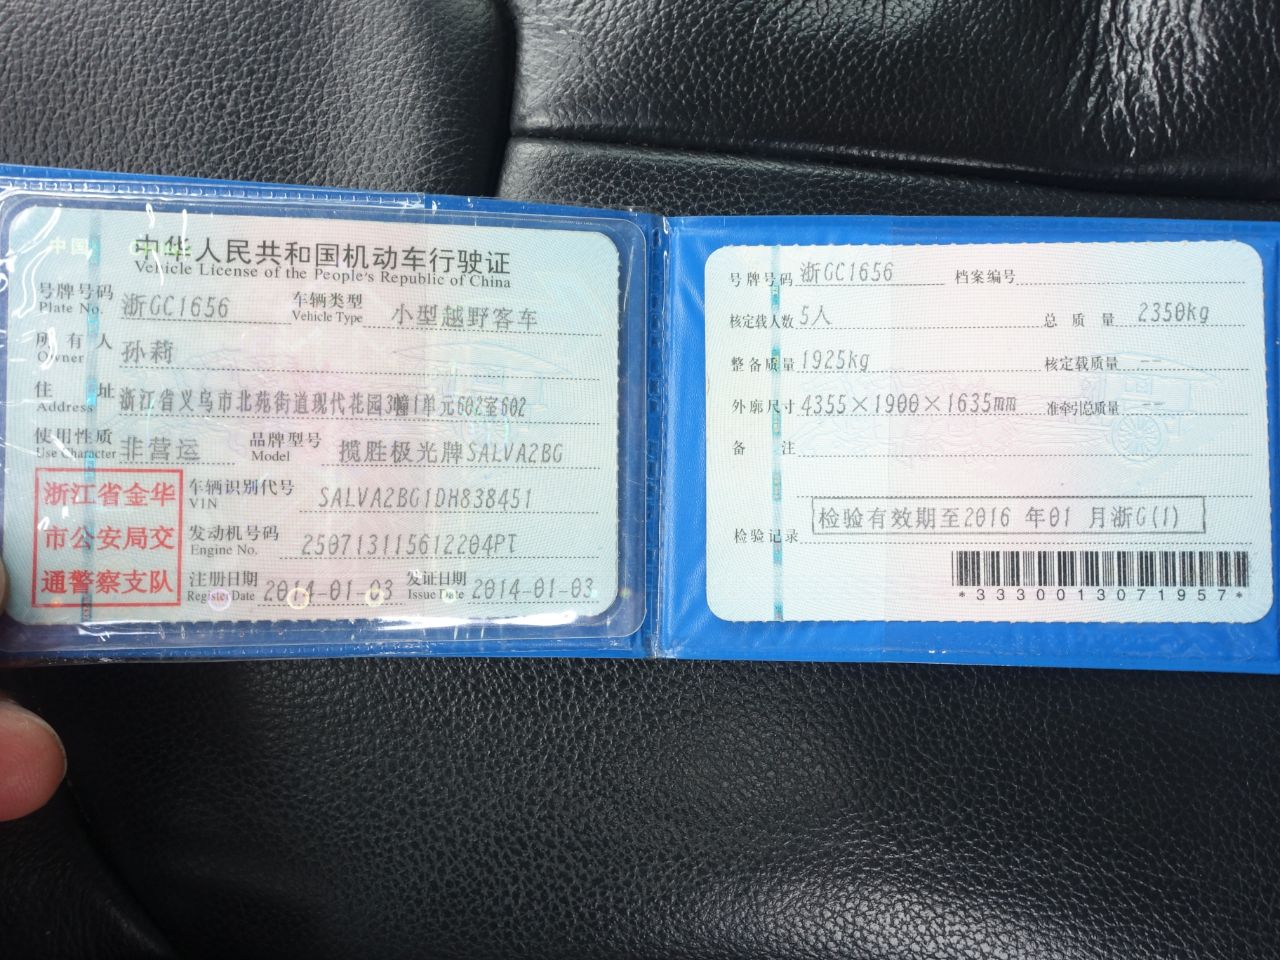 中国
中华人民共和国机动车行驶证
Vehicle License of the People's Republic of China
号牌号码 浙GC1656 车辆类型 小型越野客车
Plate No. Vehicle Type
所有人 孙莉
Owner
住址 浙江省义乌市北苑街道现代花园3幢1单元602室602
Address
使用性质 非营运 品牌型号 揽胜极光牌SALVA2BG
Use Character Model
浙江省金华
市公安局交
通警察支队
车辆识别代号 SALVA2BG1DH838451
VIN
发动机号码 250713115612204PT
Engine No.
注册日期 2014-01-03 发证日期 2014-01-03
Register Date Issue Date
号牌号码 浙GC1656 档案编号
核定载人数 5人 总质量 2350kg
整备质量 1925kg 核定载质量 --
外廓尺寸 4355×1900×1635mm 准牵引总质量 --
备注
检验记录 检验有效期至2016 年01 月浙G(1)
*3330013071957*